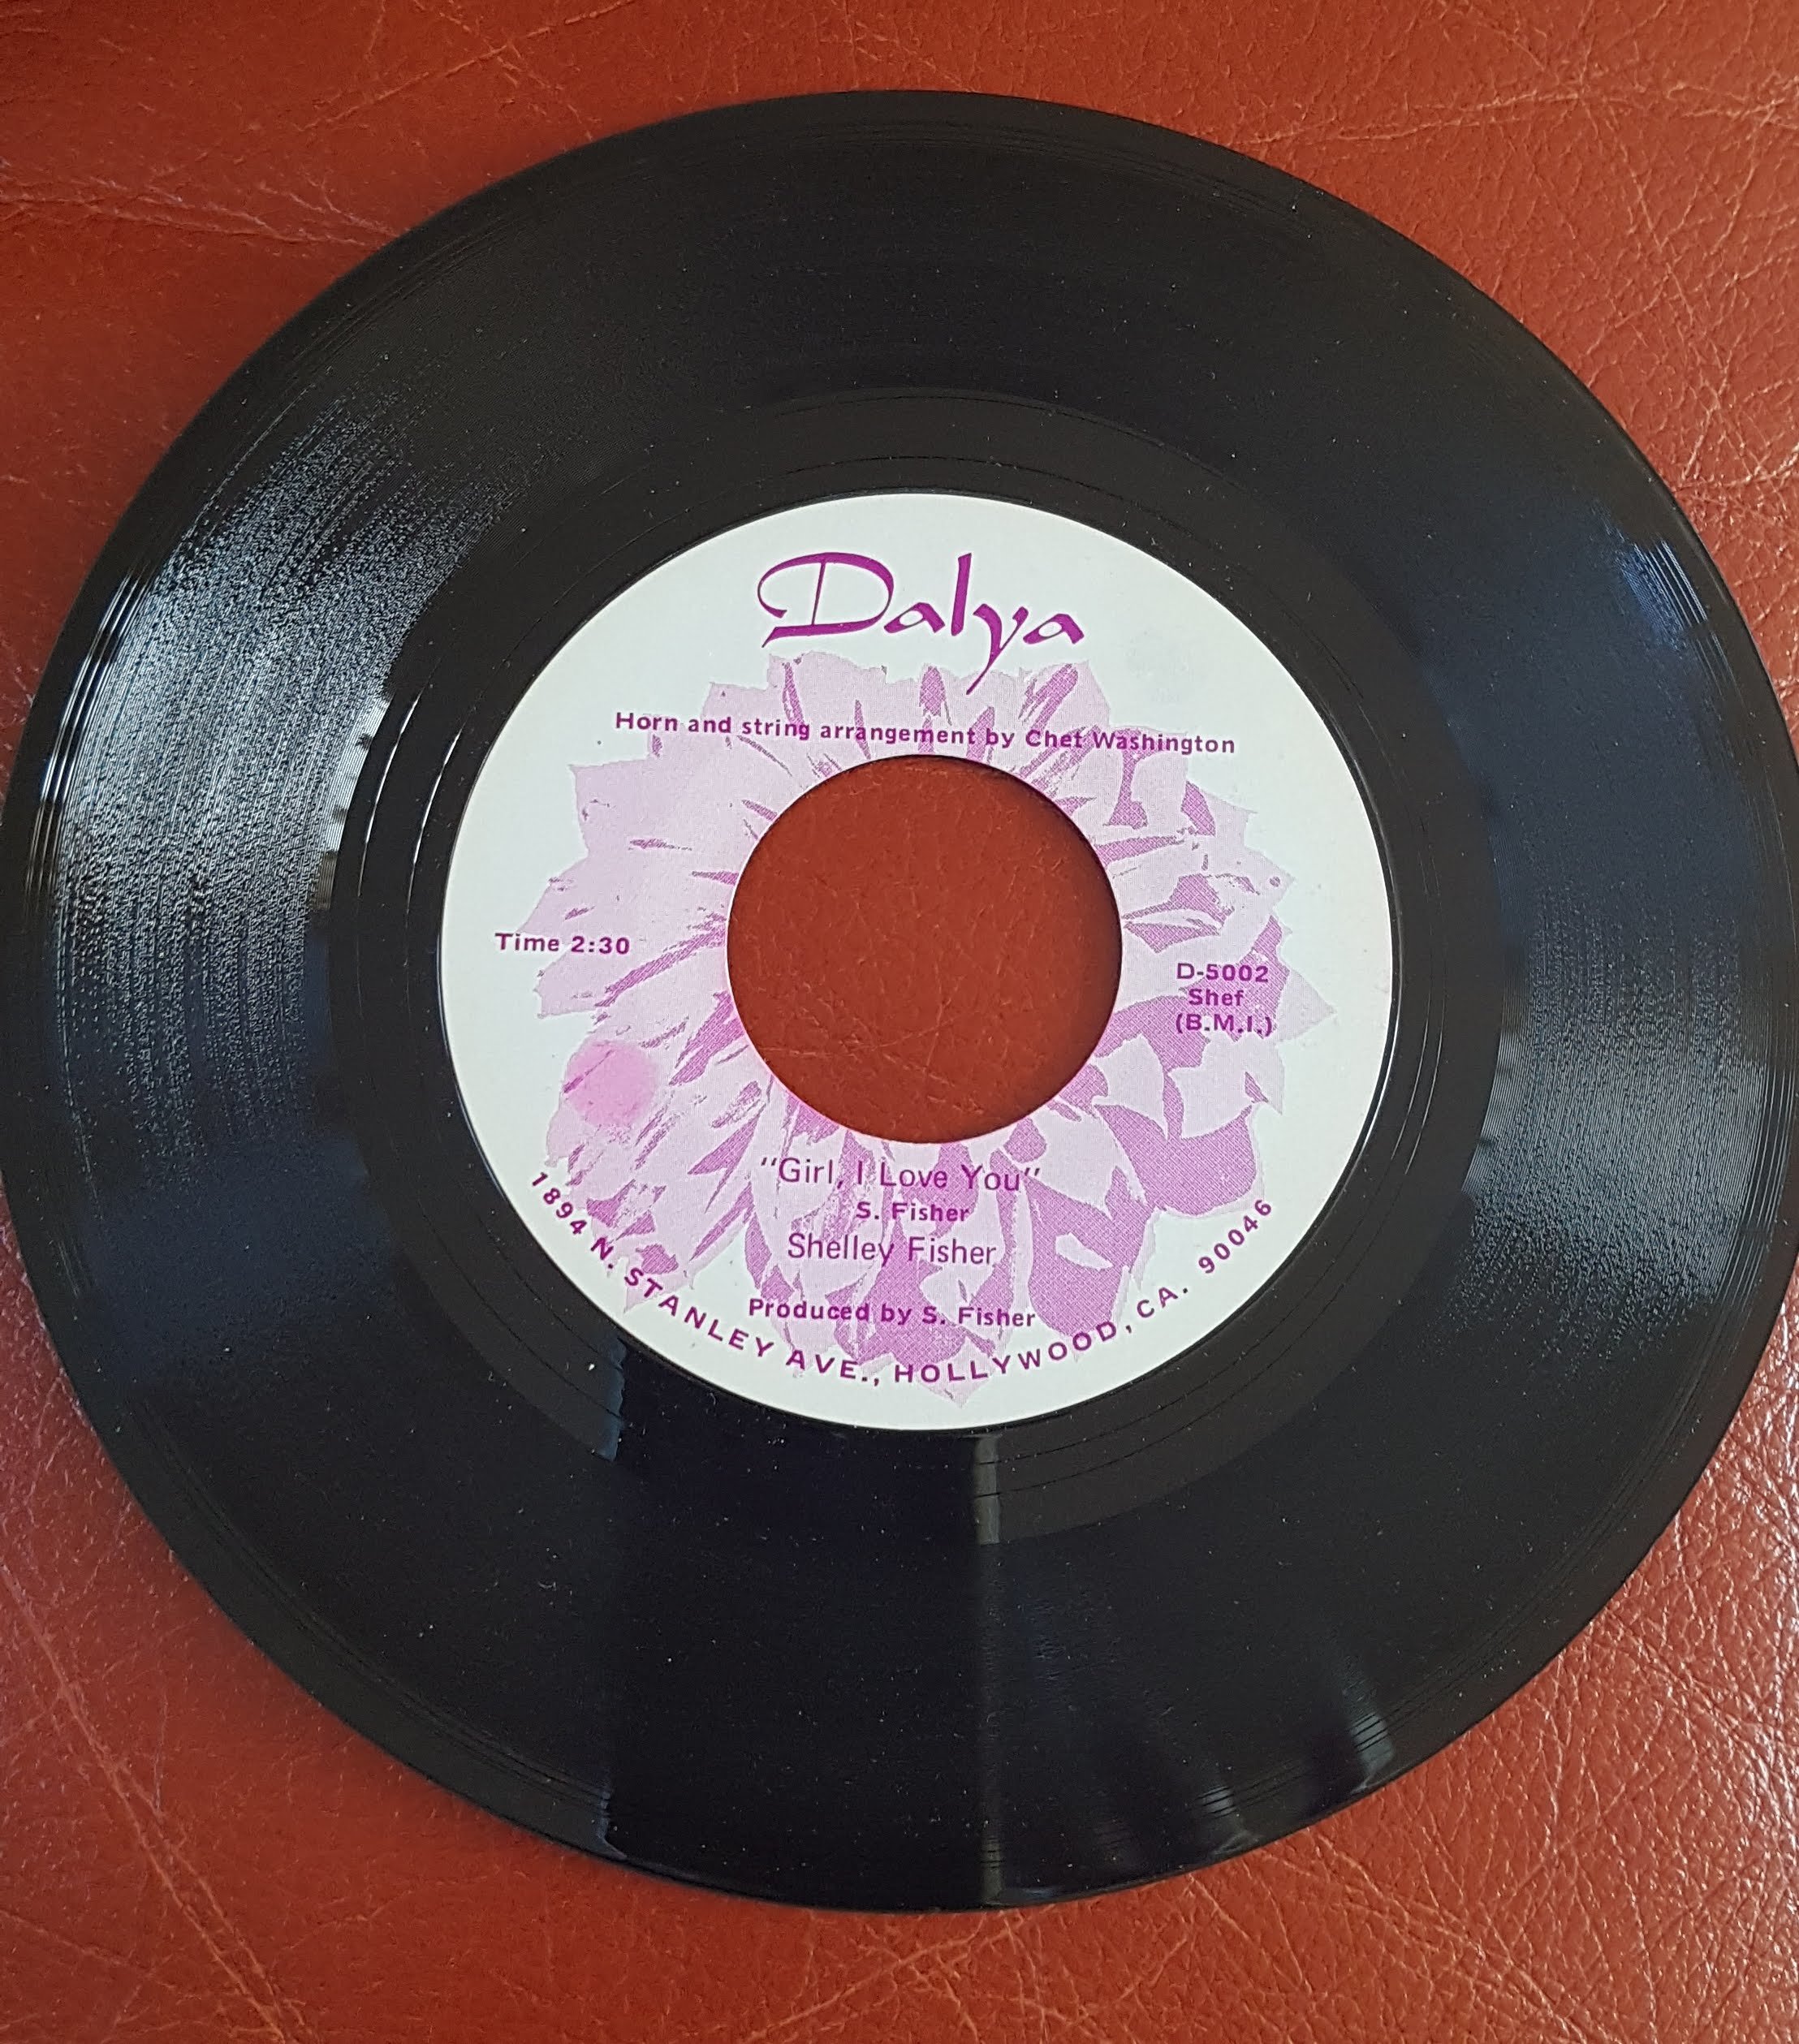 Dalya
Horn and string arrangement by Chet Washington
Time 2:30
D-5002
Shef
(B.M.I.)
"Girl, I Love You"
S. Fisher
Shelley Fisher
Produced by S. Fisher
1894 N. STANLEY AVE., HOLLYWOOD, CA. 90046